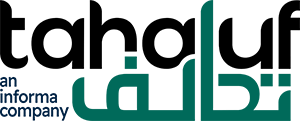 tahaluf
تحالف
an
informa
company